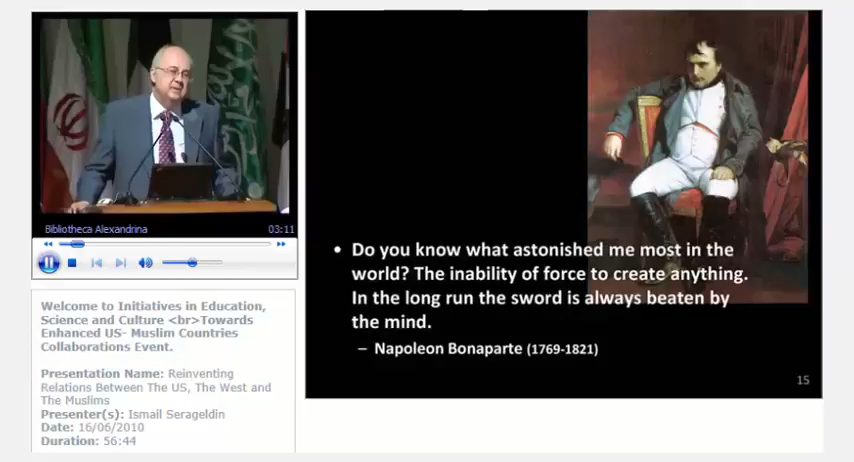 Bibliotheca Alexandrina 03:11
Welcome to Initiatives in Education,
Science and Culture <br>Towards
Enhanced US- Muslim Countries
Collaborations Event.
Presentation Name: Reinventing
Relations Between The US, The West and
The Muslims
Presenter(s): Ismail Serageldin
Date: 16/06/2010
Duration: 56:44
• Do you know what astonished me most in the
world? The inability of force to create anything.
In the long run the sword is always beaten by
the mind.
– Napoleon Bonaparte (1769-1821)
15